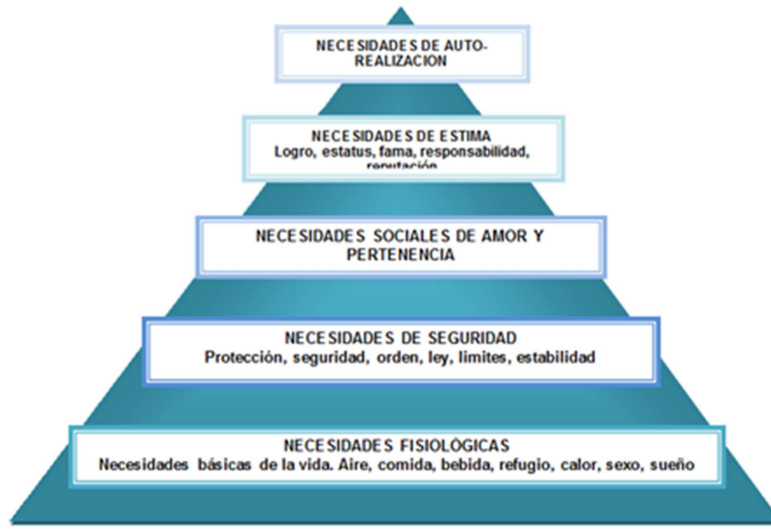 NECESIDADES DE AUTO-
REALIZACIÓN
NECESIDADES DE ESTIMA
Logro, estatus, fama, responsabilidad,
reputación
NECESIDADES SOCIALES DE AMOR Y
PERTENENCIA
NECESIDADES DE SEGURIDAD
Protección, seguridad, orden, ley, limites, estabilidad
NECESIDADES FISIOLÓGICAS
Necesidades básicas de la vida. Aire, comida, bebida, refugio, calor, sexo, sueño